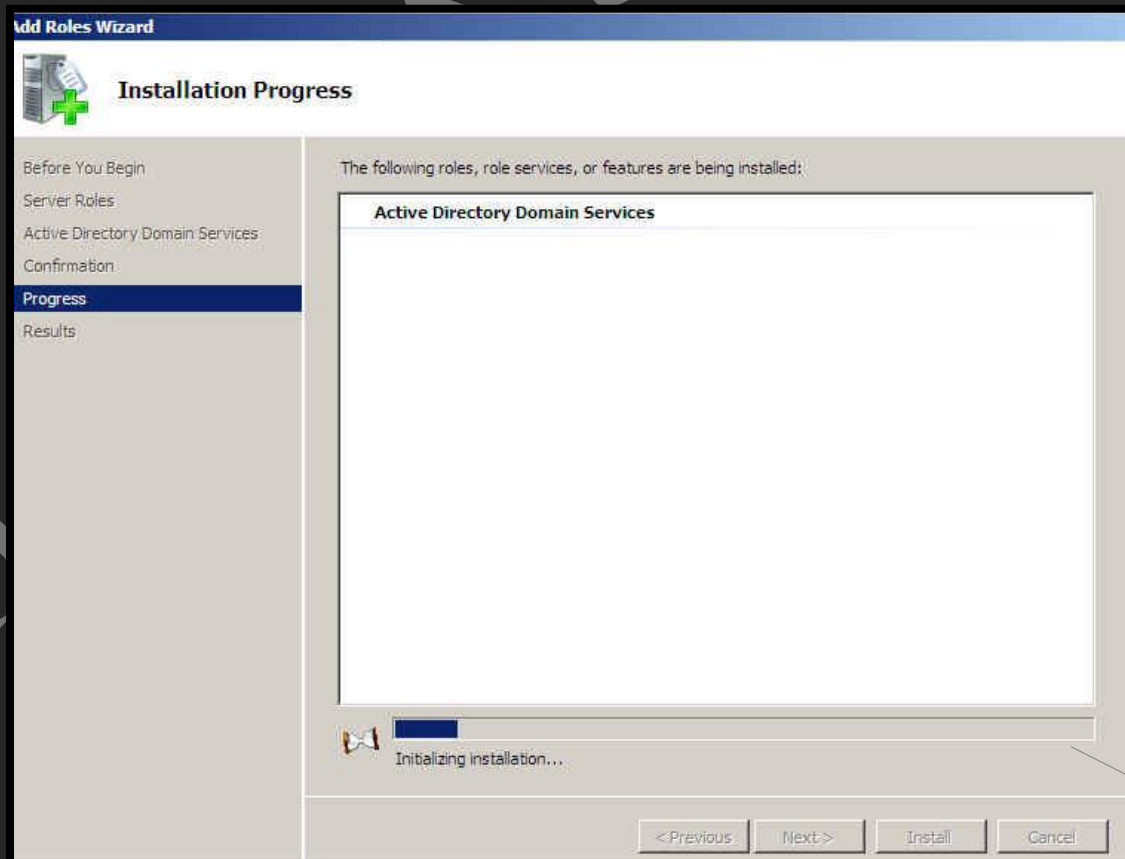 Add Roles Wizard
Installation Progress
Before You Begin
Server Roles
Active Directory Domain Services
Confirmation
Progress
Results
The following roles, role services, or features are being installed:
Active Directory Domain Services
Initializing installation...
< Previous
Next >
Install
Cancel